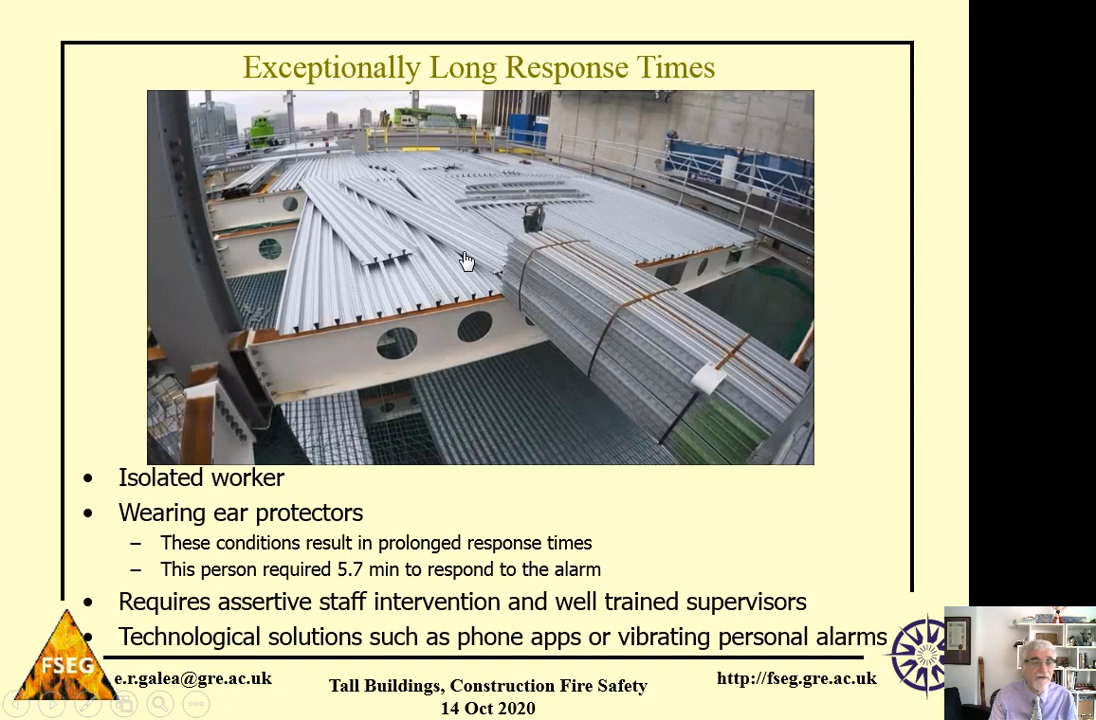 Exceptionally Long Response Times
• Isolated worker
• Wearing ear protectors
– These conditions result in prolonged response times
– This person required 5.7 min to respond to the alarm
• Requires assertive staff intervention and well trained supervisors
• Technological solutions such as phone apps or vibrating personal alarms
FSEG
e.r.galea@gre.ac.uk
Tall Buildings, Construction Fire Safety
14 Oct 2020
http://fseg.gre.ac.uk